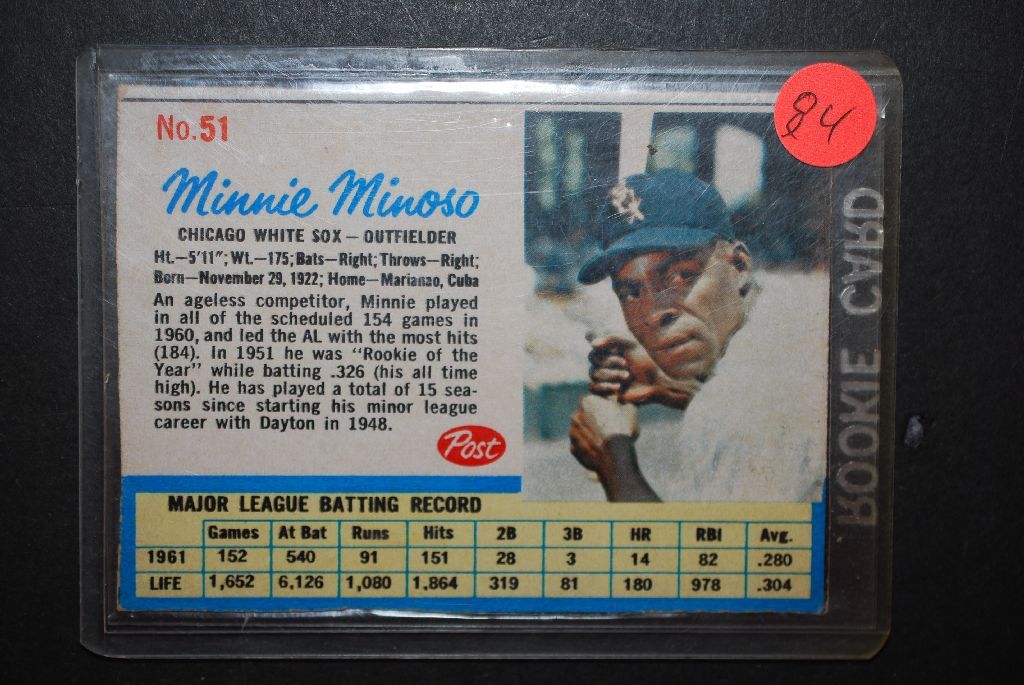 No.51
Minnie Minoso
CHICAGO WHITE SOX — OUTFIELDER
Ht.—5'11"; Wt.—175; Bats—Right; Throws—Right;
Born—November 29, 1922; Home—Marianao, Cuba
An ageless competitor, Minnie played
in all of the scheduled 154 games in
1960, and led the AL with the most hits
(184). In 1951 he was "Rookie of the
Year" while batting .326 (his all time
high). He has played a total of 15 sea-
sons since starting his minor league
career with Dayton in 1948.
Post
MAJOR LEAGUE BATTING RECORD
Games At Bat Runs Hits 2B 3B HR RBI Avg.
1961 152 540 91 151 28 3 14 82 .280
LIFE 1,652 6,126 1,080 1,864 319 81 180 978 .304
84
ROOKIE CARD